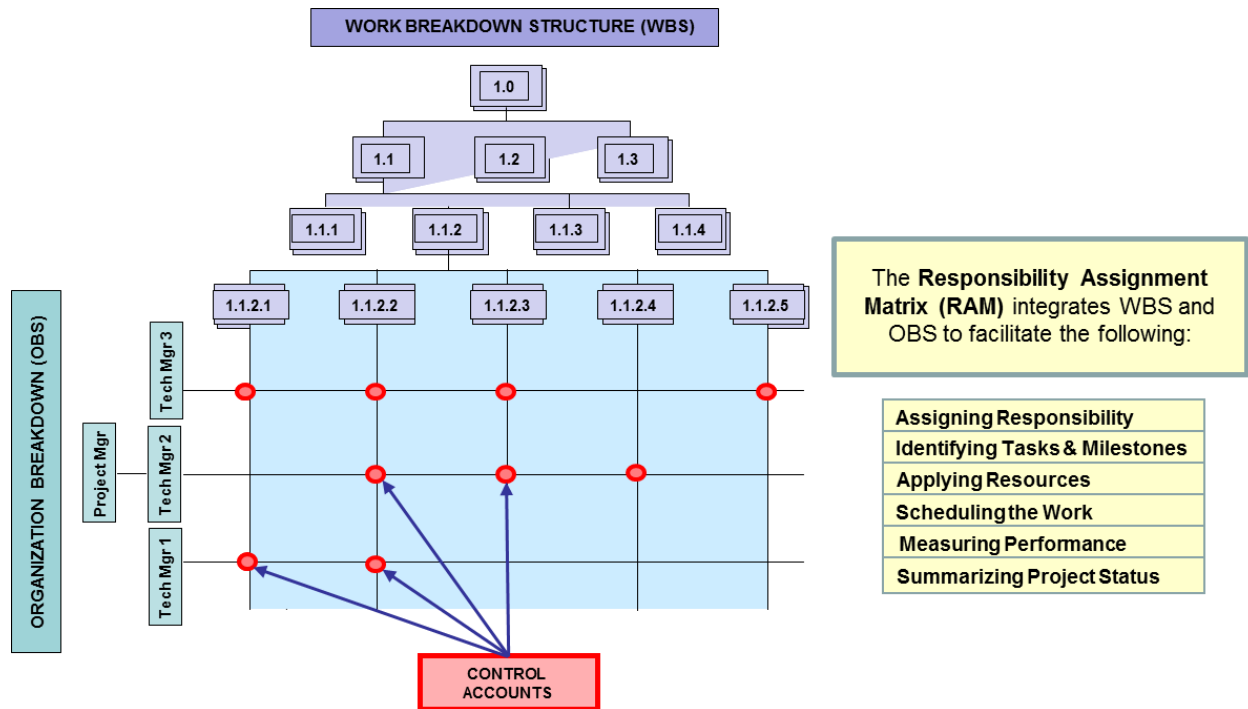 WORK BREAKDOWN STRUCTURE (WBS)
1.0
1.1
1.2
1.3
1.1.1
1.1.2
1.1.3
1.1.4
1.1.2.1
1.1.2.2
1.1.2.3
1.1.2.4
1.1.2.5
ORGANIZATION BREAKDOWN (OBS)
Project Mgr
Tech Mgr 3
Tech Mgr 2
Tech Mgr 1
CONTROL
ACCOUNTS
The Responsibility Assignment
Matrix (RAM) integrates WBS and
OBS to facilitate the following:
Assigning Responsibility
Identifying Tasks & Milestones
Applying Resources
Scheduling the Work
Measuring Performance
Summarizing Project Status